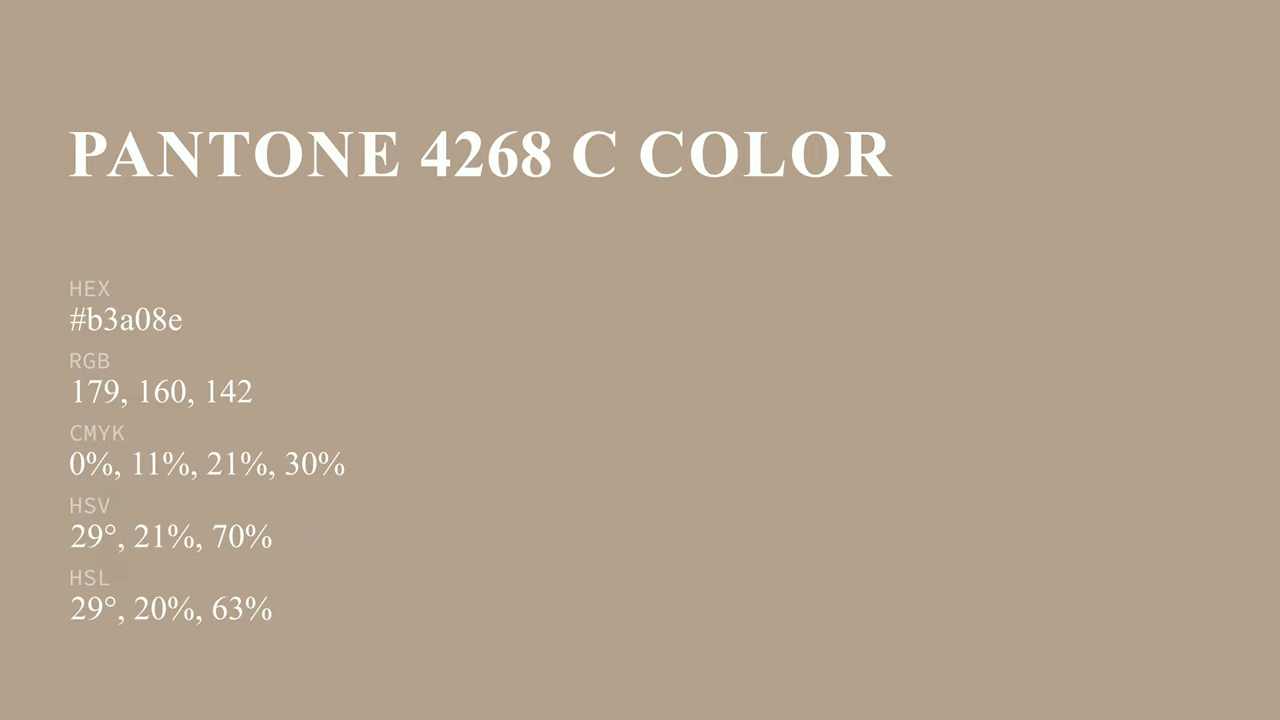 PANTONE 4268 C COLOR
HEX
#b3a08e
RGB
179, 160, 142
CMYK
0%, 11%, 21%, 30%
HSV
29°, 21%, 70%
HSL
29°, 20%, 63%